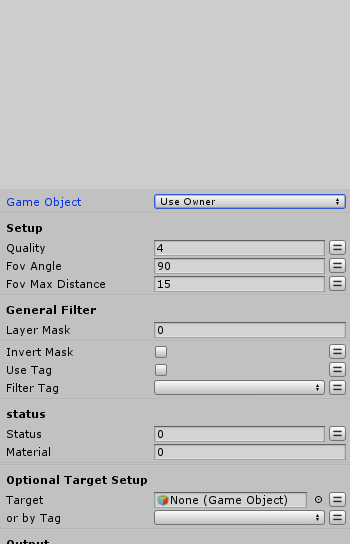 Game Object Use Owner
Setup
Quality 4
Fov Angle 90
Fov Max Distance 15
General Filter
Layer Mask 0
Invert Mask
Use Tag
Filter Tag
status
Status 0
Material 0
Optional Target Setup
Target None (Game Object)
or by Tag
Output